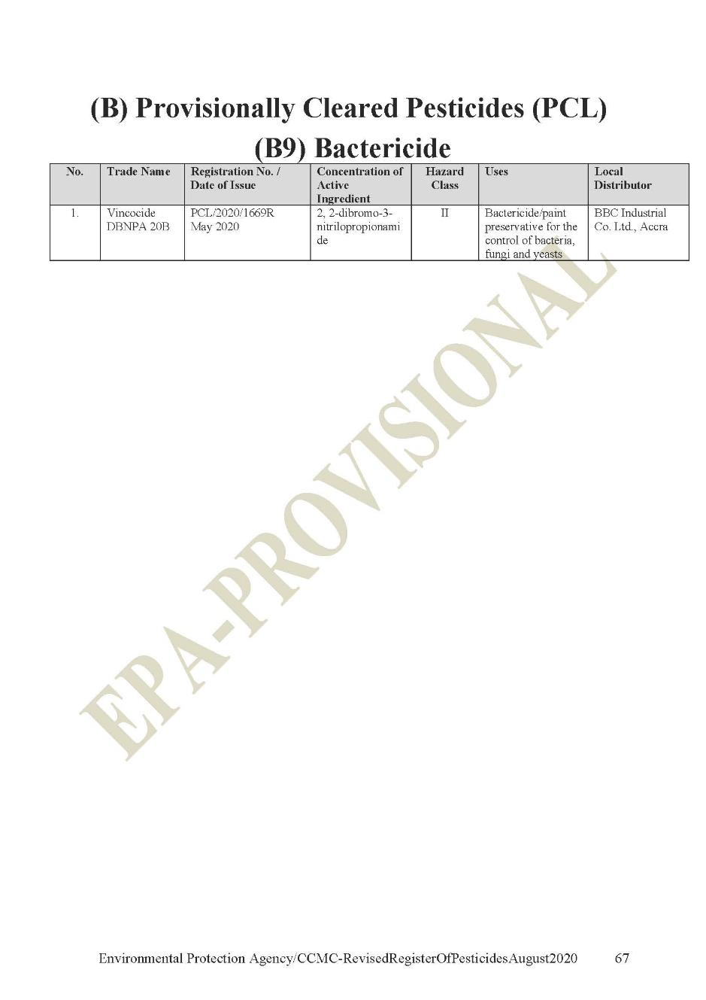 (B) Provisionally Cleared Pesticides (PCL)
(B9) Bactericide
No. Trade Name Registration No. / Date of Issue Concentration of Active Ingredient Hazard Class Uses Local Distributor
1. Vincocide DBNPA 20B PCL/2020/1669R May 2020 2, 2-dibromo-3-nitrilopropionami de II Bactericide/paint preservative for the control of bacteria, fungi and yeasts BBC Industrial Co. Ltd., Accra
EPA-PROVISIONAL
Environmental Protection Agency/CCMC-RevisedRegisterOfPesticidesAugust2020 67